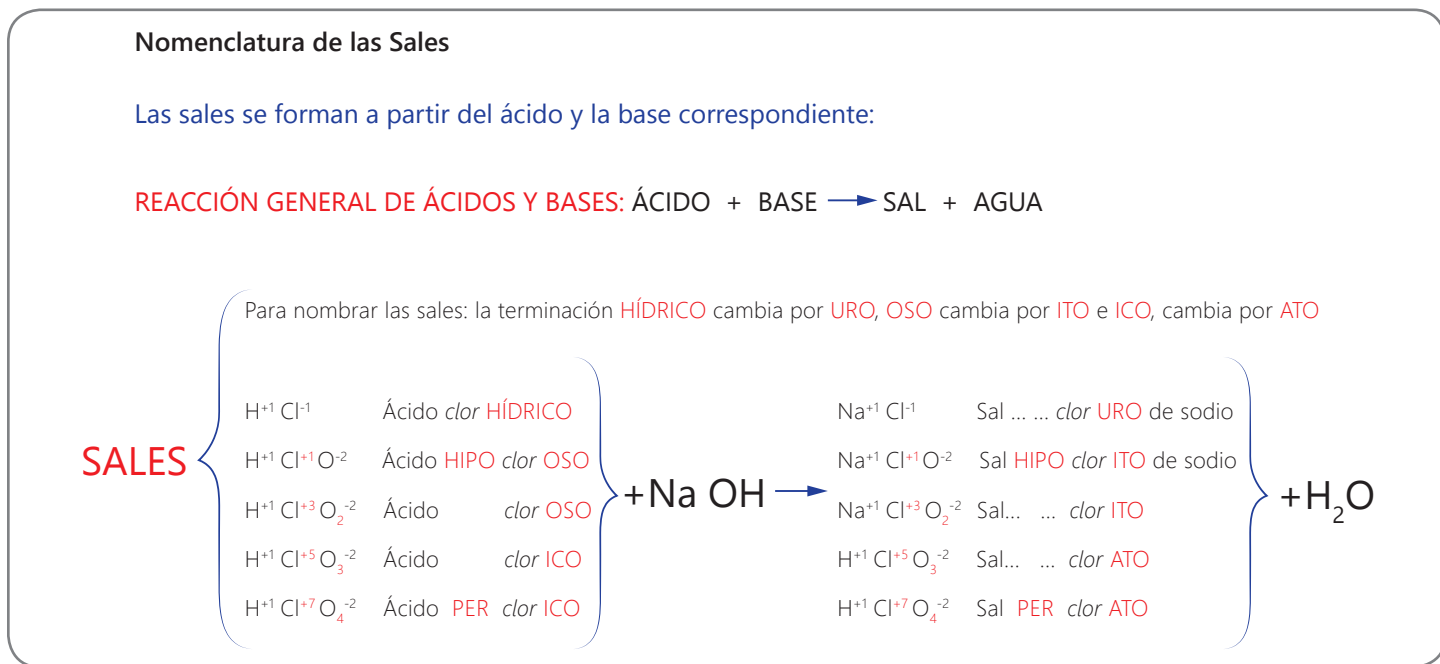 Nomenclatura de las Sales
Las sales se forman a partir del ácido y la base correspondiente:
REACCIÓN GENERAL DE ÁCIDOS Y BASES: ÁCIDO + BASE → SAL + AGUA
Para nombrar las sales: la terminación HÍDRICO cambia por URO, OSO cambia por ITO e ICO, cambia por ATO
SALES
H⁺¹ Cl⁻¹ Ácido clor HÍDRICO
H⁺¹ Cl⁺¹ O⁻² Ácido HIPO clor OSO
H⁺¹ Cl⁺³ O₂⁻² Ácido clor OSO
H⁺¹ Cl⁺⁵ O₃⁻² Ácido clor ICO
H⁺¹ Cl⁺⁷ O₄⁻² Ácido PER clor ICO
+Na OH →
Na⁺¹ Cl⁻¹ Sal ... ... clor URO de sodio
Na⁺¹ Cl⁺¹ O⁻² Sal HIPO clor ITO de sodio
Na⁺¹ Cl⁺³ O₂⁻² Sal... ... clor ITO
H⁺¹ Cl⁺⁵ O₃⁻² Sal... ... clor ATO
H⁺¹ Cl⁺⁷ O₄⁻² Sal PER clor ATO
+H₂O